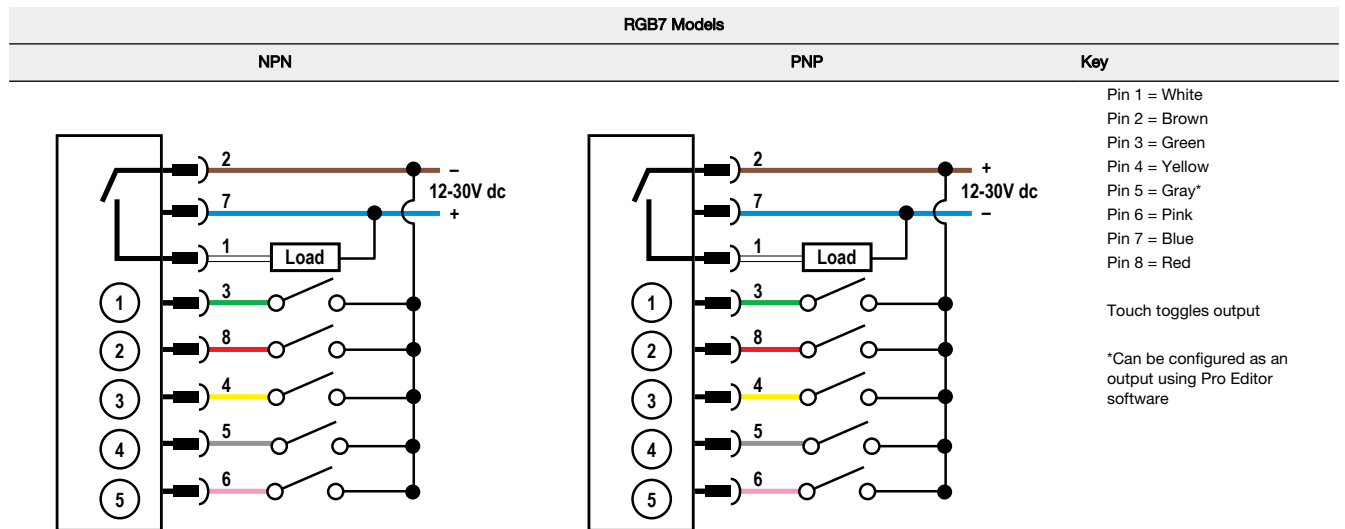 RGB7 Models
NPN
PNP
Key
2
–
12-30V dc
7
+
1
Load
1
3
2
8
3
4
4
5
5
6
2
+
12-30V dc
7
–
1
Load
1
3
2
8
3
4
4
5
5
6
Pin 1 = White
Pin 2 = Brown
Pin 3 = Green
Pin 4 = Yellow
Pin 5 = Gray*
Pin 6 = Pink
Pin 7 = Blue
Pin 8 = Red
Touch toggles output
*Can be configured as an
output using Pro Editor
software